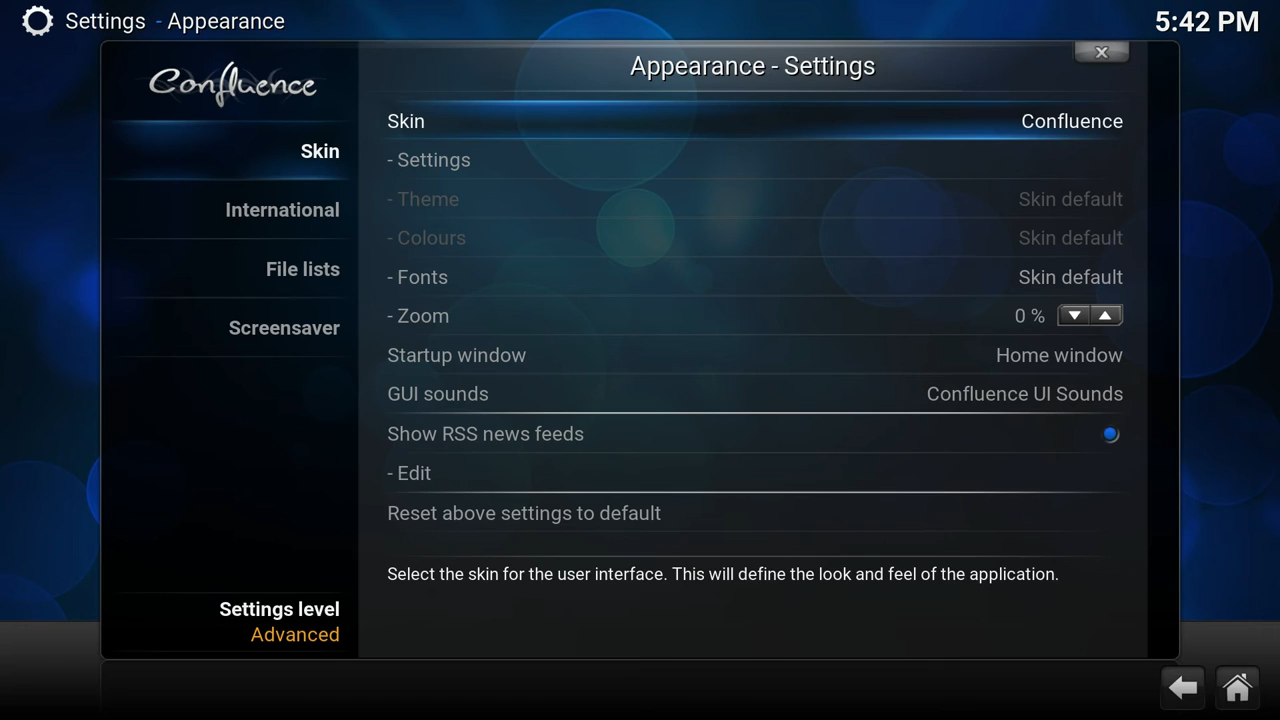 Settings - Appearance
5:42 PM
Confluence
Appearance - Settings
Skin
International
File lists
Screensaver
Settings level
Advanced
Skin Confluence
- Settings
- Theme Skin default
- Colours Skin default
- Fonts Skin default
- Zoom 0 %
Startup window Home window
GUI sounds Confluence UI Sounds
Show RSS news feeds
- Edit
Reset above settings to default
Select the skin for the user interface. This will define the look and feel of the application.